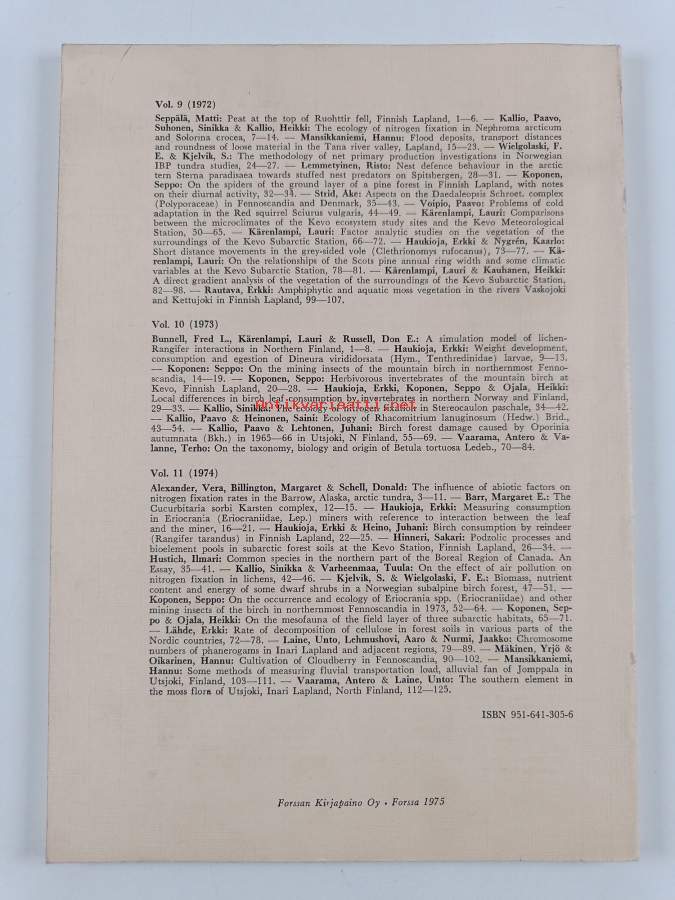 Vol. 9 (1972)
Seppälä, Matti: Peat at the top of Ruohttir fell, Finnish Lapland, 1—6. — Kallio, Paavo,
Suhonen, Sinikka & Kallio, Heikki: The ecology of nitrogen fixation in Nephroma arcticum
and Solorina crocea, 7—14. — Mansikkaniemi, Hannu: Flood deposits, transport distances
and roundness of loose material in the Tana river valley, Lapland, 15—23. — Wielgolaski, F.
E. & Kjelvik, S.: The methodology of net primary production investigations in Norwegian
IBP tundra studies, 24—27. — Lemmetyinen, Risto: Nest defence behaviour in the arctic
tern Sterna paradisaea towards stuffed nest predators on Spitsbergen, 28—31. — Koponen,
Seppo: On the spiders of the ground layer of a pine forest in Finnish Lapland, with notes
on their diurnal activity, 32—34. — Strid, Åke: Aspects on the Daedaleopsis Schroet. complex
(Polyporaceae) in Fennoscandia and Denmark, 35—43. — Voipio, Paavo: Problems of cold
adaptation in the Red squirrel Sciurus vulgaris, 44—49. — Kärenlampi, Lauri: Comparisons
between the microclimates of the Kevo ecosystem study sites and the Kevo Meteorological
Station, 50—65. — Kärenlampi, Lauri: Factor analytic studies on the vegetation of the
surroundings of the Kevo Subarctic Station, 66—72. — Haukioja, Erkki & Nygrén, Kaarlo:
Short distance movements in the grey-sided vole (Clethrionomys rufocanus), 73—77. — Kä-
renlampi, Lauri: On the relationships of the Scots pine annual ring width and some climatic
variables at the Kevo Subarctic Station, 78—81. — Kärenlampi, Lauri & Kauhanen, Heikki:
A direct gradient analysis of the vegetation of the surroundings of the Kevo Subarctic Station,
82—98. — Rautava, Erkki: Amphiphytic and aquatic moss vegetation in the rivers Vaskojoki
and Kettujoki in Finnish Lapland, 99—107.
Vol. 10 (1973)
Bunnell, Fred L., Kärenlampi, Lauri & Russell, Don E.: A simulation model of lichen-
Rangifer interactions in Northern Finland, 1—8. — Haukioja, Erkki: Weight development,
consumption and egestion of Dineura virididorsata (Hym., Tenthredinidae) larvae, 9—13.
— Koponen: Seppo: On the mining insects of the mountain birch in northernmost Fenno-
scandia, 14—19. — Koponen, Seppo: Herbivorous invertebrates of the mountain birch at
Kevo, Finnish Lapland, 20—28. — Haukioja, Erkki, Koponen, Seppo & Ojala, Heikki:
Local differences in birch leaf consumption by invertebrates in northern Norway and Finland,
29—33. — Kallio, Sinikka: The ecology of nitrogen fixation in Stereocaulon paschale, 34—42.
— Kallio, Paavo & Heinonen, Saini: Ecology of Rhacomitrium lanuginosum (Hedw.) Brid.,
43—54. — Kallio, Paavo & Lehtonen, Juhani: Birch forest damage caused by Oporinia
autumnata (Bkh.) in 1965—66 in Utsjoki, N Finland, 55—69. — Vaarama, Antero & Va-
lanne, Terho: On the taxonomy, biology and origin of Betula tortuosa Ledeb., 70—84.
Vol. 11 (1974)
Alexander, Vera, Billington, Margaret & Schell, Donald: The influence of abiotic factors on
nitrogen fixation rates in the Barrow, Alaska, arctic tundra, 3—11. — Barr, Margaret E.: The
Cucurbitaria sorbi Karsten complex, 12—15. — Haukioja, Erkki: Measuring consumption
in Eriocrania (Eriocraniidae, Lep.) miners with reference to interaction between the leaf
and the miner, 16—21. — Haukioja, Erkki & Heino, Juhani: Birch consumption by reindeer
(Rangifer tarandus) in Finnish Lapland, 22—25. — Hinneri, Sakari: Podzolic processes and
bioelement pools in subarctic forest soils at the Kevo Station, Finnish Lapland, 26—34. —
Hustich, Ilmari: Common species in the northern part of the Boreal Region of Canada. An
Essay, 35—41. — Kallio, Sinikka & Varheenmaa, Tuula: On the effect of air pollution on
nitrogen fixation in lichens, 42—46. — Kjelvik, S. & Wielgolaski, F. E.: Biomass, nutrient
content and energy of some dwarf shrubs in a Norwegian subalpine birch forest, 47—51. —
Koponen, Seppo: On the occurrence and ecology of Eriocrania spp. (Eriocraniidae) and other
mining insects of the birch in northernmost Fennoscandia in 1973, 52—64. — Koponen, Sep-
po & Ojala, Heikki: On the mesofauna of the field layer of three subarctic habitats, 65—71.
— Lähde, Erkki: Rate of decomposition of cellulose in forest soils in various parts of the
Nordic countries, 72—78. — Laine, Unto, Lehmushovi, Aaro & Nurmi, Jaakko: Chromosome
numbers of phanerogams in Inari Lapland and adjacent regions, 79—89. — Mäkinen, Yrjö &
Oikarinen, Hannu: Cultivation of Cloudberry in Fennoscandia, 90—102. — Mansikkaniemi,
Hannu: Some methods of measuring fluvial transportation load, alluvial fan of Jomppala in
Utsjoki, Finland, 103—111. — Vaarama, Antero & Laine, Unto: The southern element in
the moss flora of Utsjoki, Inari Lapland, North Finland, 112—125.
ISBN 951-641-305-6
Forssan Kirjapaino Oy • Forssa 1975